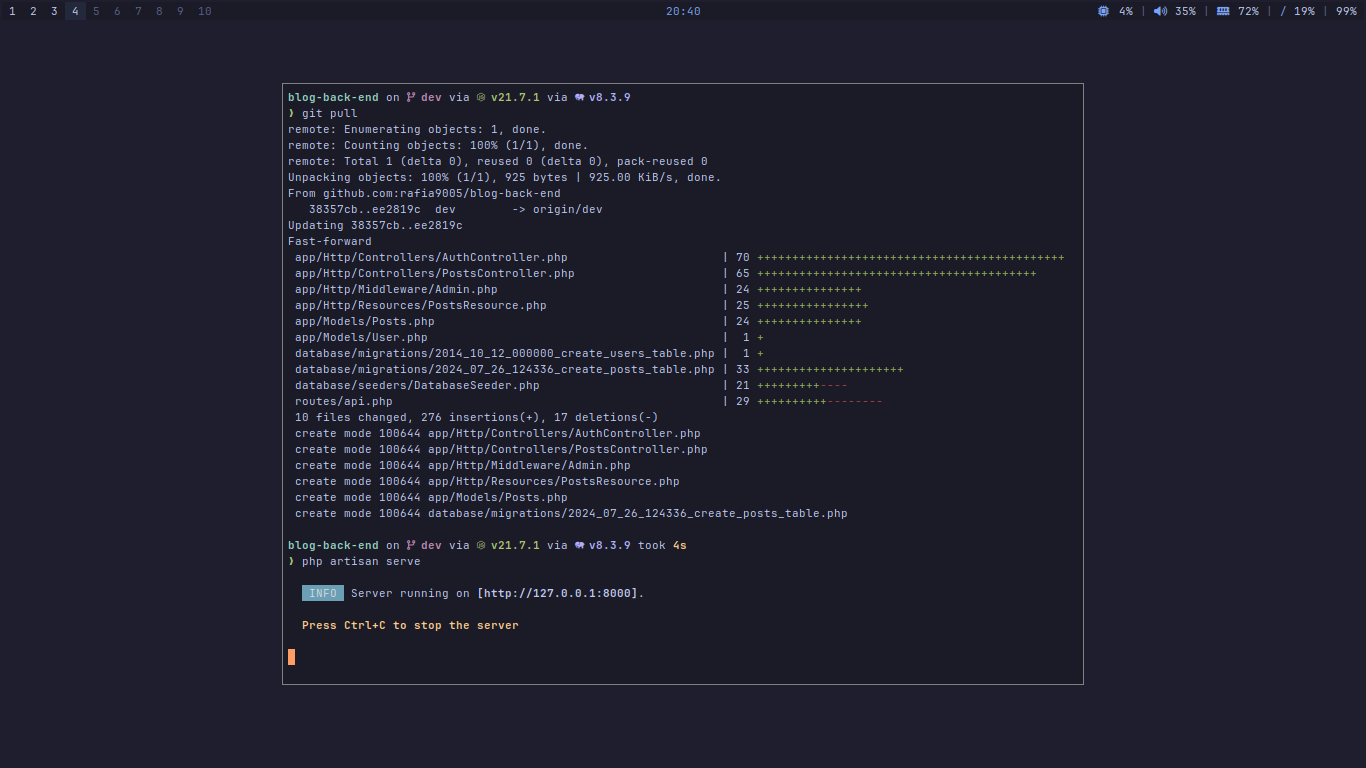 1 2 3 4 5 6 7 8 9 10 20:40 4% | 35% | 72% | / 19% | 99%
blog-back-end on dev via v21.7.1 via v8.3.9
❯ git pull
remote: Enumerating objects: 1, done.
remote: Counting objects: 100% (1/1), done.
remote: Total 1 (delta 0), reused 0 (delta 0), pack-reused 0
Unpacking objects: 100% (1/1), 925 bytes | 925.00 KiB/s, done.
From github.com:rafia9005/blog-back-end
   38357cb..ee2819c  dev        -> origin/dev
Updating 38357cb..ee2819c
Fast-forward
 app/Http/Controllers/AuthController.php                      | 70 ++++++++++++++++++++++++++++++++++++++++++++
 app/Http/Controllers/PostsController.php                     | 65 ++++++++++++++++++++++++++++++++++++++++
 app/Http/Middleware/Admin.php                                | 24 +++++++++++++++
 app/Http/Resources/PostsResource.php                         | 25 ++++++++++++++++
 app/Models/Posts.php                                         | 24 +++++++++++++++
 app/Models/User.php                                          |  1 +
 database/migrations/2014_10_12_000000_create_users_table.php |  1 +
 database/migrations/2024_07_26_124336_create_posts_table.php | 33 +++++++++++++++++++++
 database/seeders/DatabaseSeeder.php                          | 21 +++++++++----
 routes/api.php                                               | 29 ++++++++++--------
 10 files changed, 276 insertions(+), 17 deletions(-)
 create mode 100644 app/Http/Controllers/AuthController.php
 create mode 100644 app/Http/Controllers/PostsController.php
 create mode 100644 app/Http/Middleware/Admin.php
 create mode 100644 app/Http/Resources/PostsResource.php
 create mode 100644 app/Models/Posts.php
 create mode 100644 database/migrations/2024_07_26_124336_create_posts_table.php
blog-back-end on dev via v21.7.1 via v8.3.9 took 4s
❯ php artisan serve
INFO Server running on [http://127.0.0.1:8000].
Press Ctrl+C to stop the server